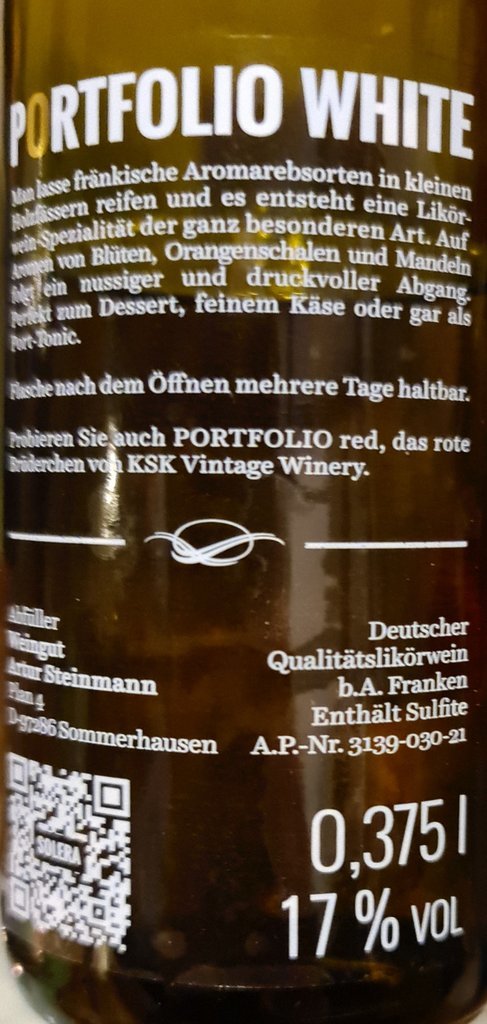 PORTFOLIO WHITE
Man lasse fränkische Aromarebsorten in kleinen
Holzfässern reifen und es entsteht eine Likör-
wein-Spezialität der ganz besonderen Art. Auf
Aromen von Blüten, Orangenschalen und Mandeln
folgt ein nussiger und druckvoller Abgang.
Perfekt zum Dessert, feinem Käse oder gar als
Port-Tonic.
Flasche nach dem Öffnen mehrere Tage haltbar.
Probieren Sie auch PORTFOLIO red, das rote
Brüderchen von KSK Vintage Winery.
Abfüller
Weingut
Artur Steinmann
Plan 4
D-97286 Sommerhausen
Deutscher
Qualitätslikörwein
b.A. Franken
Enthält Sulfite
A.P.-Nr. 3139-030-21
SOLERA
0,375 l
17 % VOL